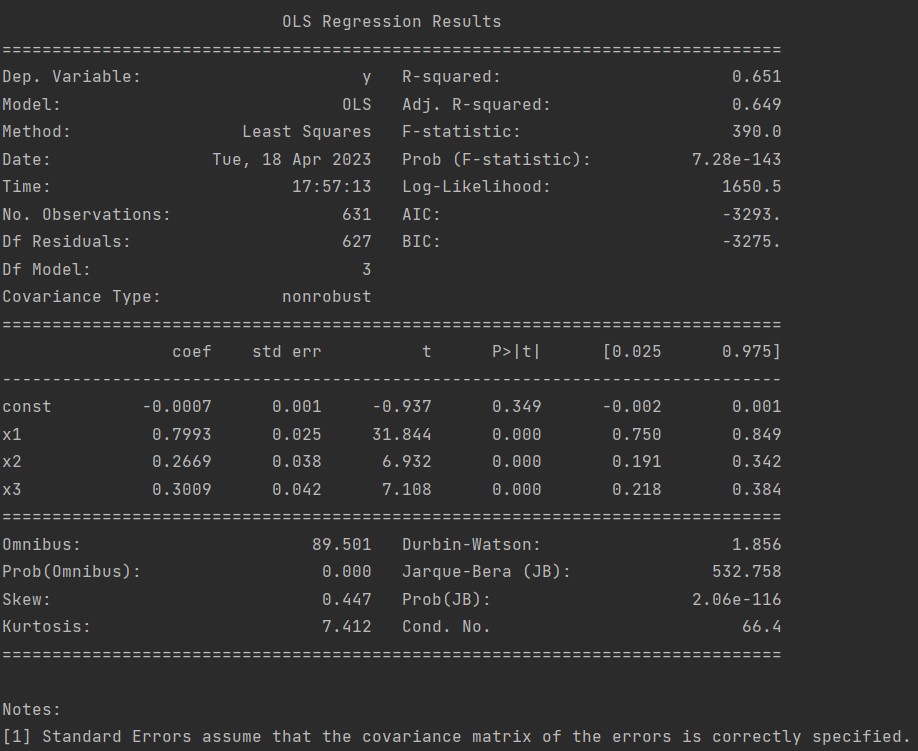 OLS Regression Results
==============================================================================
Dep. Variable:                      y   R-squared:                       0.651
Model:                            OLS   Adj. R-squared:                  0.649
Method:                 Least Squares   F-statistic:                     390.0
Date:                Tue, 18 Apr 2023   Prob (F-statistic):          7.28e-143
Time:                        17:57:13   Log-Likelihood:                 1650.5
No. Observations:                 631   AIC:                            -3293.
Df Residuals:                     627   BIC:                            -3275.
Df Model:                           3
Covariance Type:            nonrobust
==============================================================================
                 coef    std err          t      P>|t|      [0.025      0.975]
------------------------------------------------------------------------------
const         -0.0007      0.001     -0.937      0.349      -0.002       0.001
x1             0.7993      0.025     31.844      0.000       0.750       0.849
x2             0.2669      0.038      6.932      0.000       0.191       0.342
x3             0.3009      0.042      7.108      0.000       0.218       0.384
==============================================================================
Omnibus:                       89.501   Durbin-Watson:                   1.856
Prob(Omnibus):                  0.000   Jarque-Bera (JB):              532.758
Skew:                           0.447   Prob(JB):                    2.06e-116
Kurtosis:                       7.412   Cond. No.                         66.4
==============================================================================

Notes:
[1] Standard Errors assume that the covariance matrix of the errors is correctly specified.